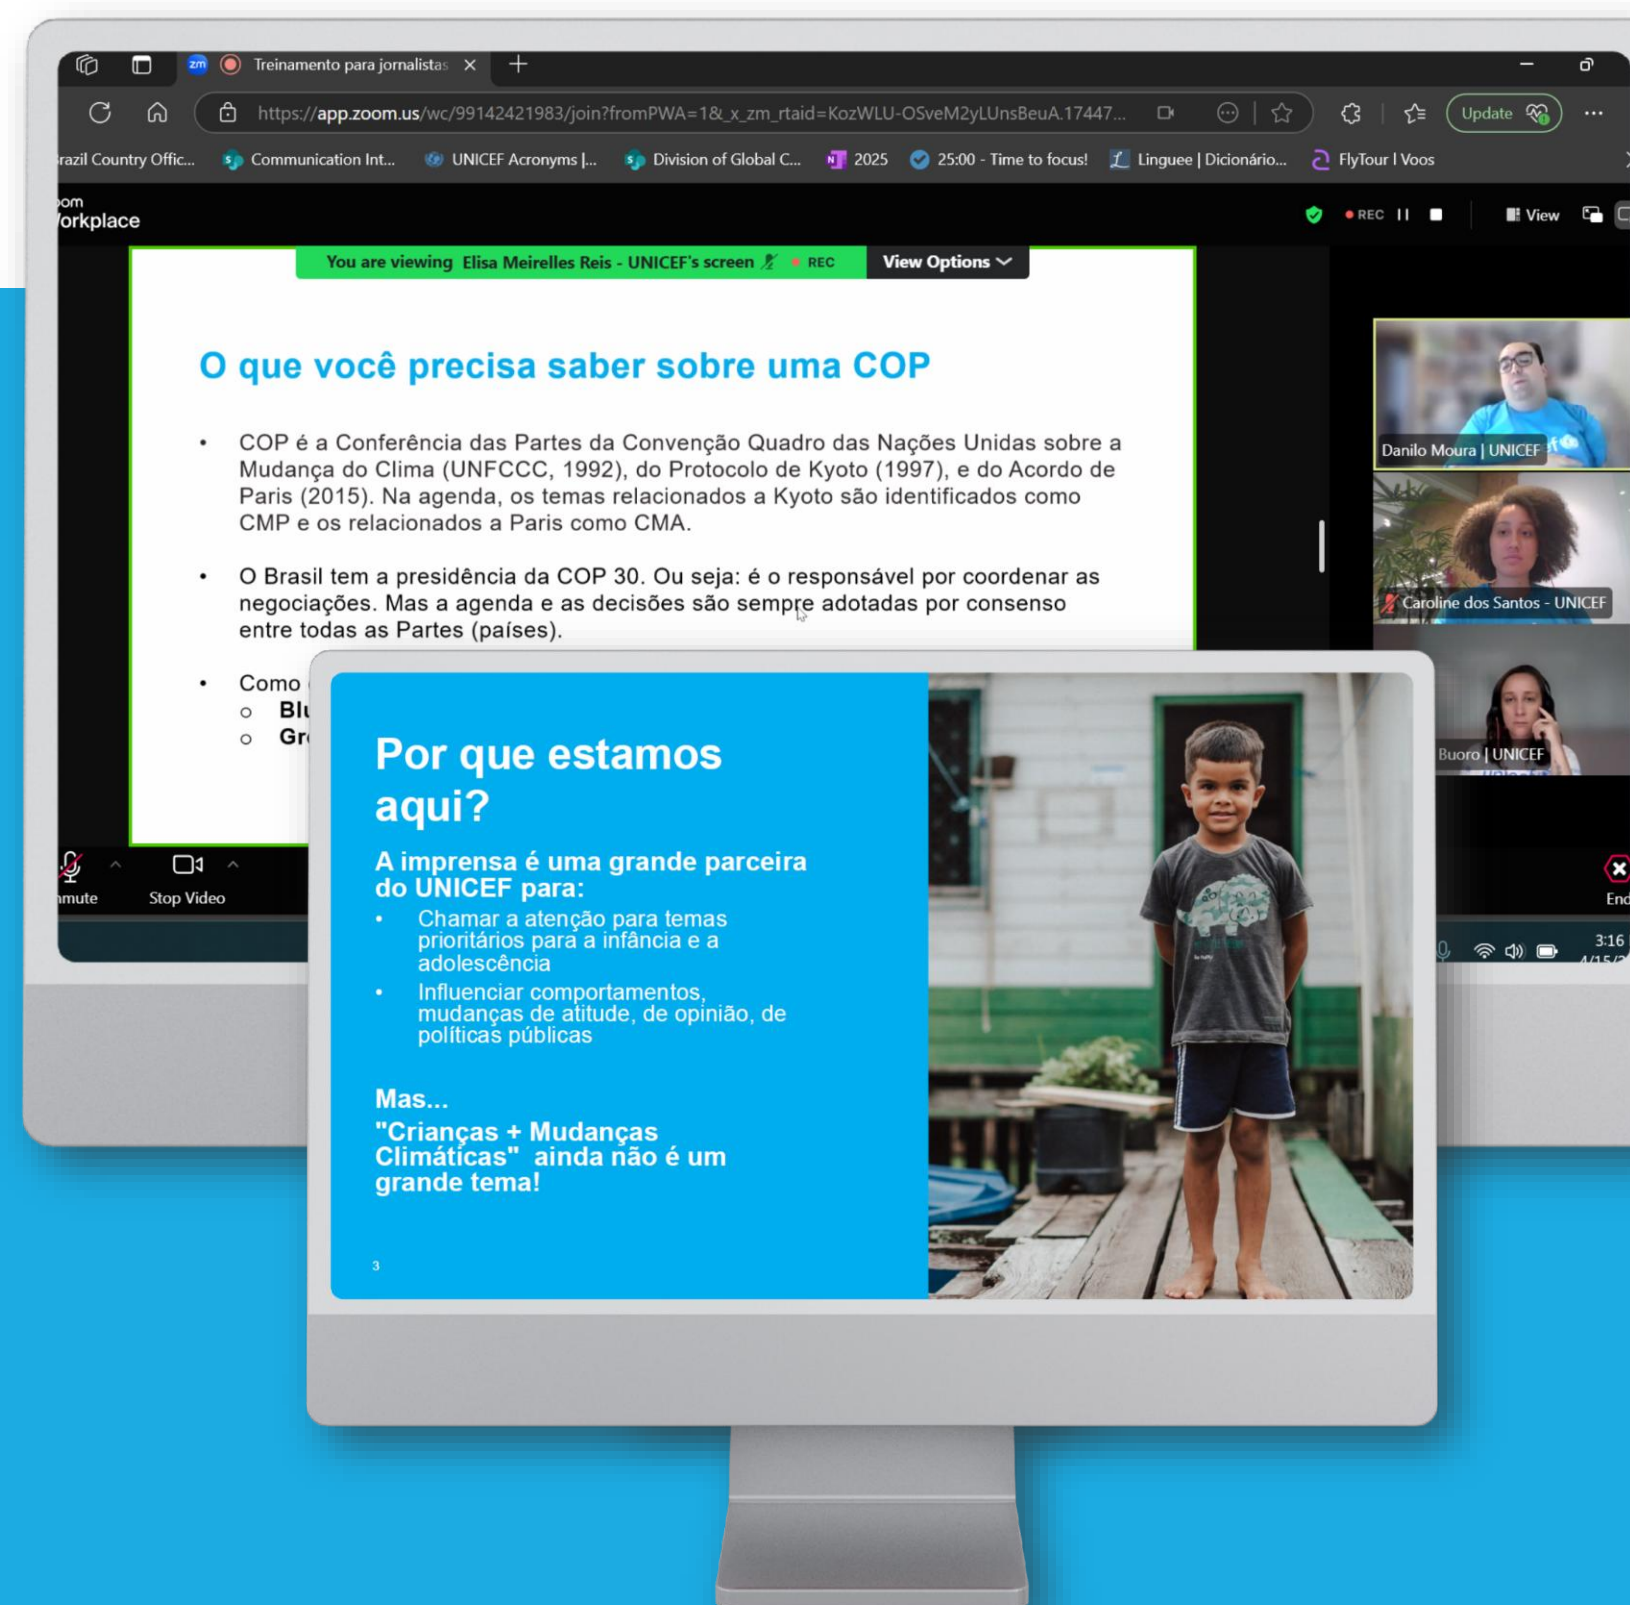 zm Treinamento para jornalistas
https://app.zoom.us/wc/99142421983/join?fromPWA=1&_x_zm_rtaid=KozWLU-OSveM2yLUnsBeuA.17447...
Update
Country Offic...
Communication Int...
UNICEF Acronyms |...
Division of Global C...
2025
25:00 - Time to focus!
Linguee | Dicionário...
FlyTour l Voos
REC
View
You are viewing Elisa Meirelles Reis - UNICEF's screen
REC
View Options
O que você precisa saber sobre uma COP
• COP é a Conferência das Partes da Convenção Quadro das Nações Unidas sobre a
Mudança do Clima (UNFCCC, 1992), do Protocolo de Kyoto (1997), e do Acordo de
Paris (2015). Na agenda, os temas relacionados a Kyoto são identificados como
CMP e os relacionados a Paris como CMA.
• O Brasil tem a presidência da COP 30. Ou seja: é o responsável por coordenar as
negociações. Mas a agenda e as decisões são sempre adotadas por consenso
entre todas as Partes (países).
• Como
Danilo Moura | UNICEF
Caroline dos Santos - UNICEF
Buoro | UNICEF
Stop Video
End
3:16
Por que estamos
aqui?
A imprensa é uma grande parceira
do UNICEF para:
• Chamar a atenção para temas
prioritários para a infância e a
adolescência
• Influenciar comportamentos,
mudanças de atitude, de opinião, de
políticas públicas
Mas...
"Crianças + Mudanças
Climáticas" ainda não é um
grande tema!
3